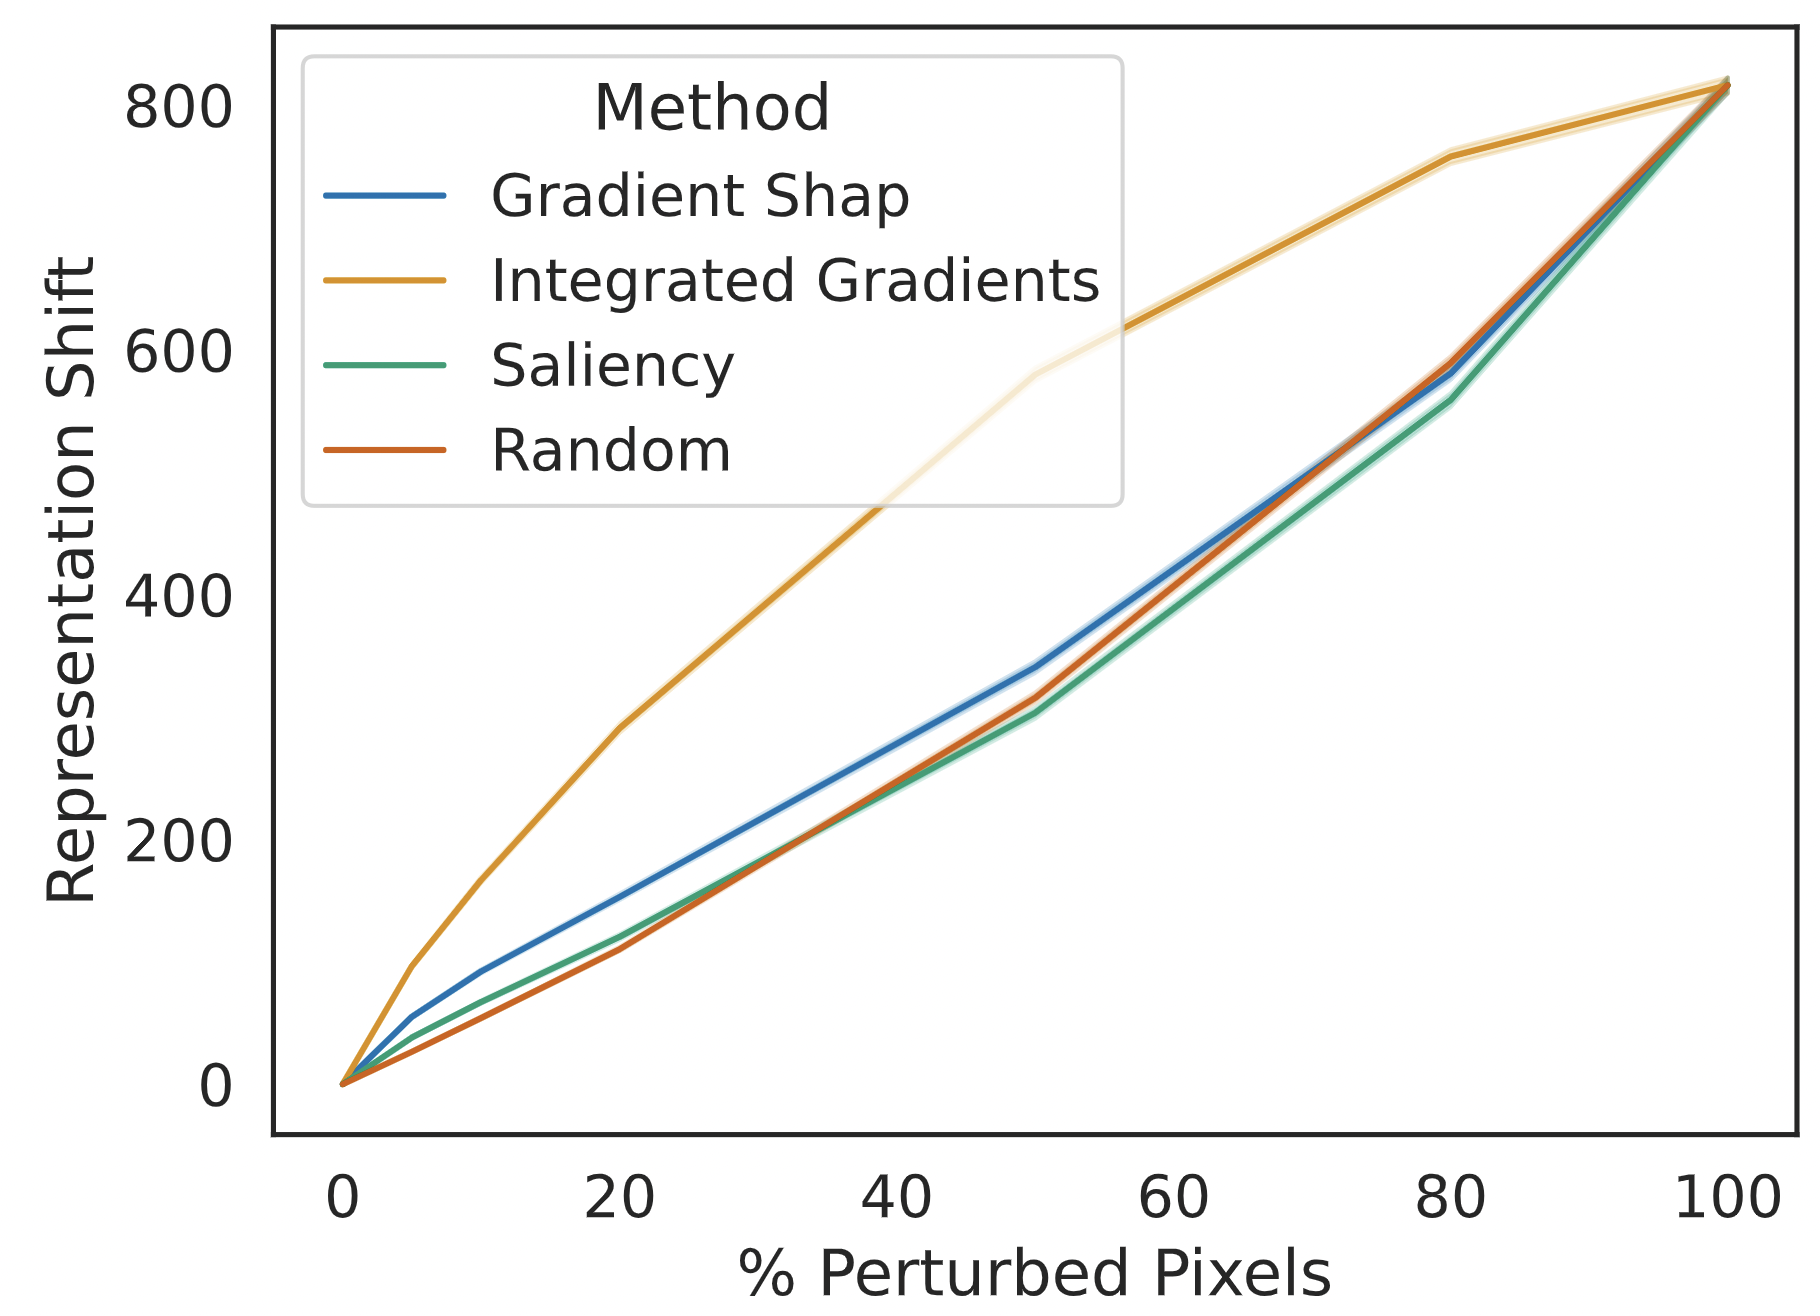 Method
Gradient Shap
Integrated Gradients
Saliency
Random
Representation Shift
800
600
400
200
0
0 20 40 60 80 100
% Perturbed Pixels